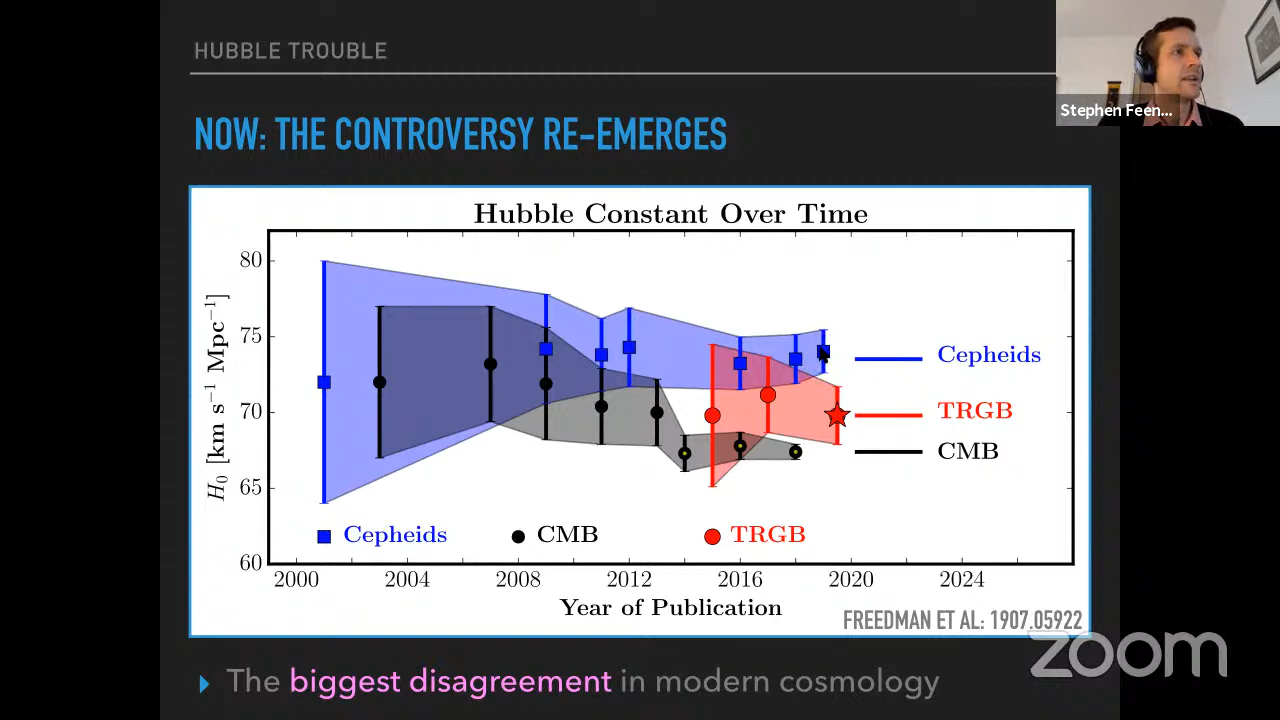 HUBBLE TROUBLE
Stephen Feen...
NOW: THE CONTROVERSY RE-EMERGES
Hubble Constant Over Time
80
75
70
65
60
H₀ [km s⁻¹ Mpc⁻¹]
Cepheids
TRGB
CMB
Cepheids CMB TRGB
2000 2004 2008 2012 2016 2020 2024
Year of Publication
FREEDMAN ET AL: 1907.05922
zoom
The biggest disagreement in modern cosmology